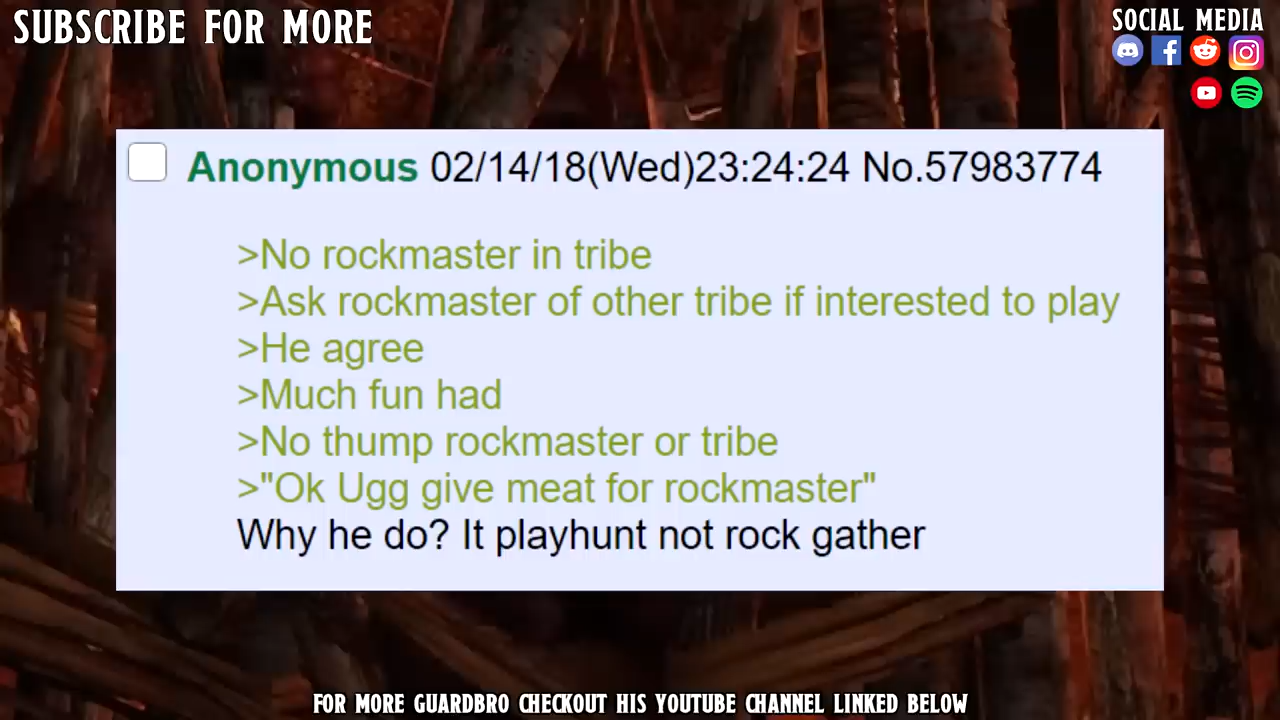 SUBSCRIBE FOR MORE
SOCIAL MEDIA
Anonymous 02/14/18(Wed)23:24:24 No.57983774
>No rockmaster in tribe
>Ask rockmaster of other tribe if interested to play
>He agree
>Much fun had
>No thump rockmaster or tribe
>"Ok Ugg give meat for rockmaster"
Why he do? It playhunt not rock gather
FOR MORE GUARDBRO CHECKOUT HIS YOUTUBE CHANNEL LINKED BELOW